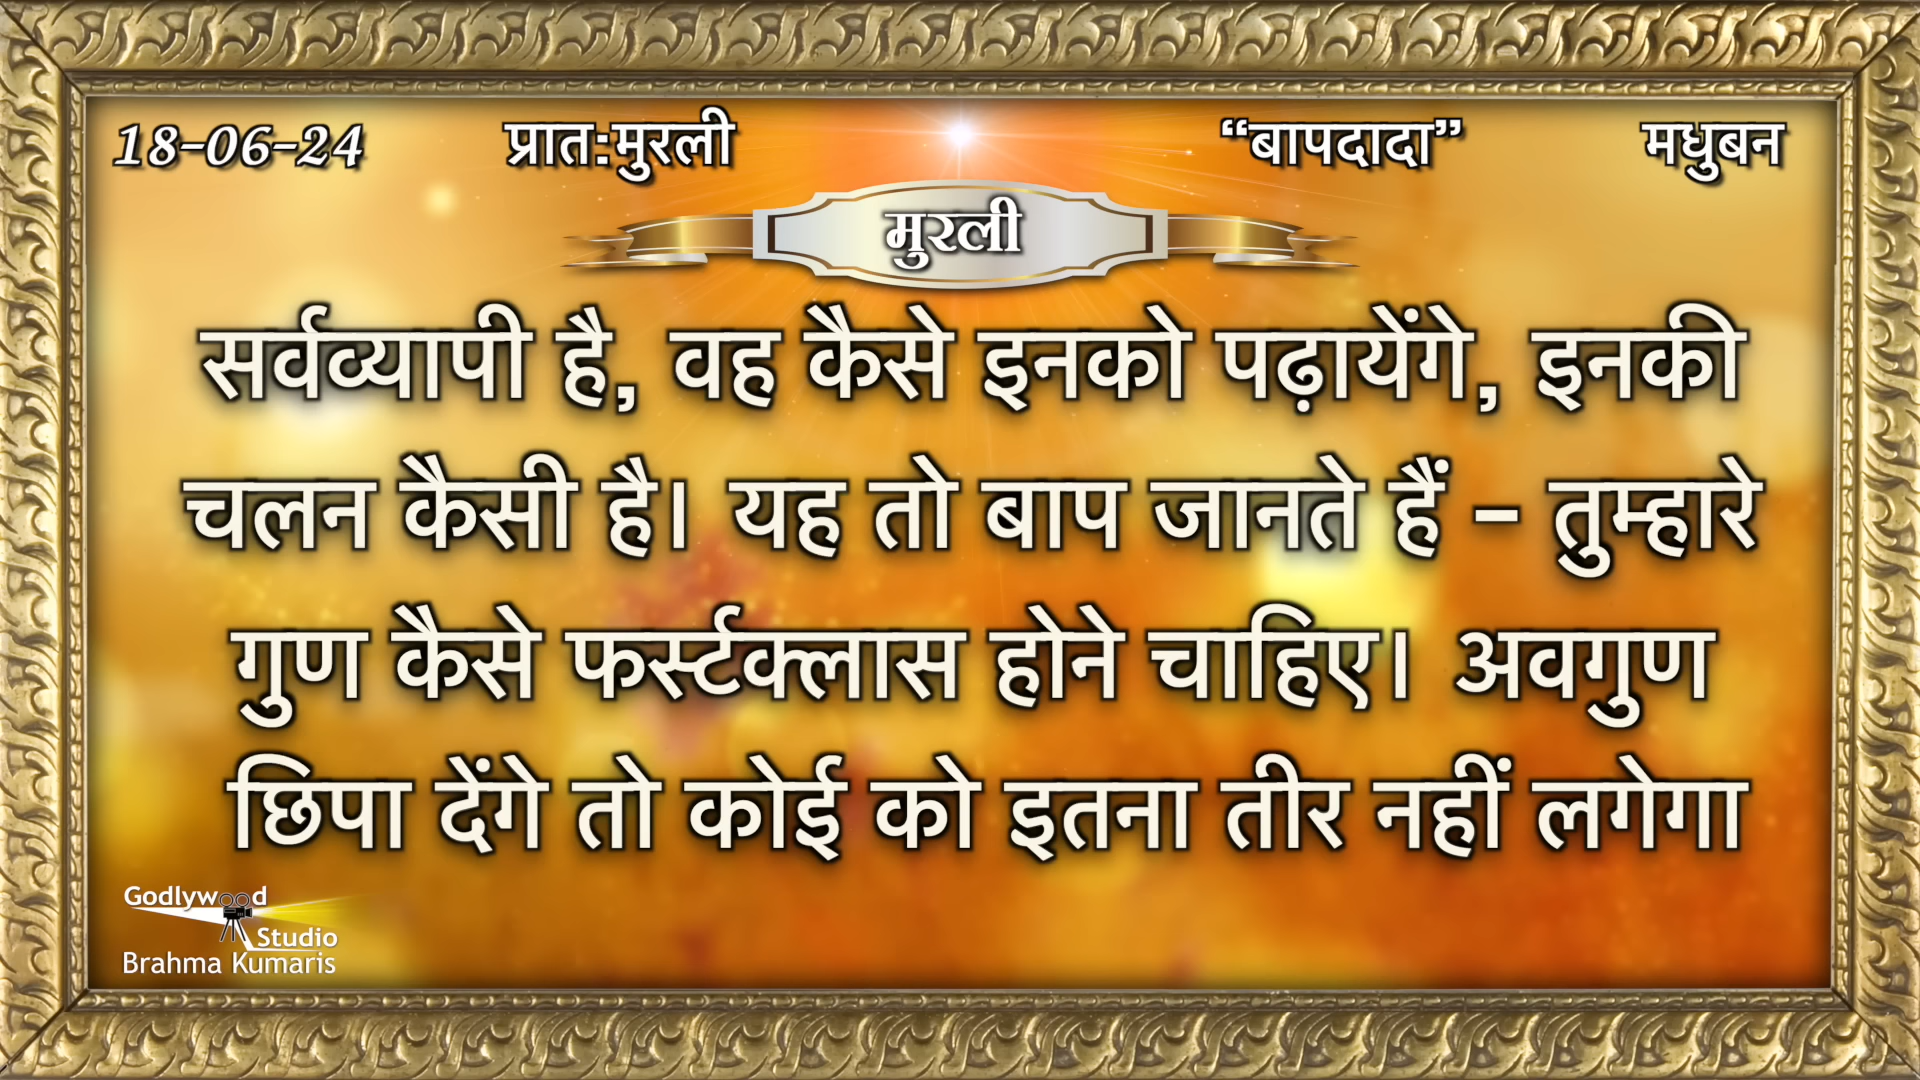 18-06-24 प्रात:मुरली “बापदादा” मधुबन
मुरली
सर्वव्यापी है, वह कैसे इनको पढ़ायेंगे, इनकी
चलन कैसी है। यह तो बाप जानते हैं – तुम्हारे
गुण कैसे फर्स्टक्लास होने चाहिए। अवगुण
छिपा देंगे तो कोई को इतना तीर नहीं लगेगा
Godlywood
Studio
Brahma Kumaris